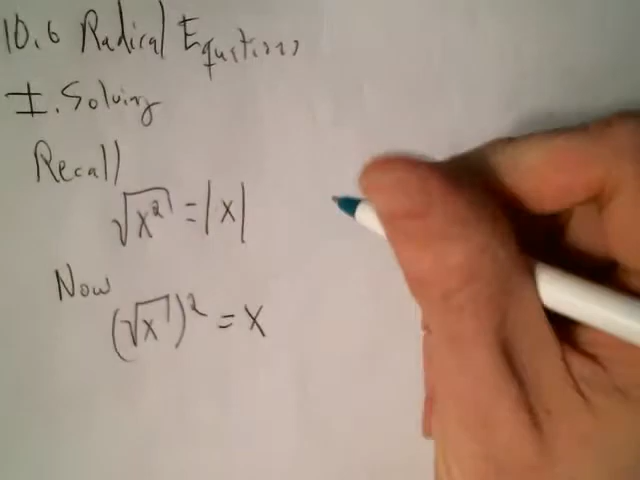 10.6 Radical Equations
I. Solving
Recall
√x² = |x|
Now
(√x)² = x